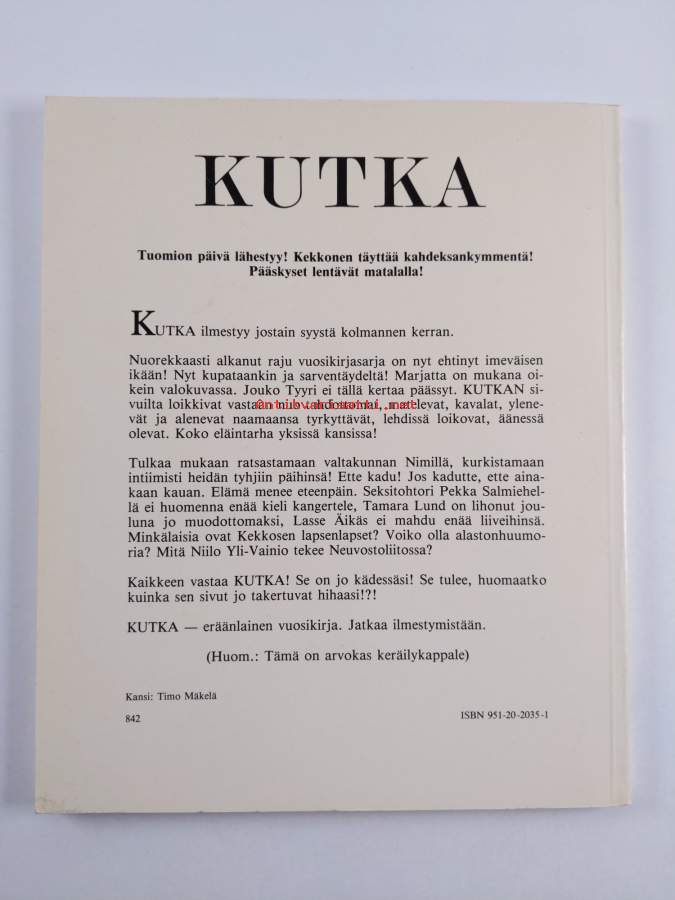 KUTKA
Tuomion päivä lähestyy! Kekkonen täyttää kahdeksankymmentä!
Pääskyset lentävät matalalla!
KUTKA ilmestyy jostain syystä kolmannen kerran.
Nuorekkaasti alkanut raju vuosikirjasarja on nyt ehtinyt imeväisen
ikään! Nyt kupataankin ja sarventäydeltä! Marjatta on mukana oi-
kein valokuvassa. Jouko Tyyri ei tällä kertaa päässyt. KUTKAN si-
vuilta loikkivat vastaan matelevat, kavalat, ylene-
vät ja alenevat naamaansa tyrkyttävät, lehdissä loikovat, äänessä
olevat. Koko eläintarha yksissä kansissa!
Tulkaa mukaan ratsastamaan valtakunnan Nimillä, kurkistamaan
intiimisti heidän tyhjiin päihinsä! Ette kadu! Jos kadutte, ette aina-
kaan kauan. Elämä menee eteenpäin. Seksitohtori Pekka Salmiehel-
lä ei huomenna enää kieli kangertele, Tamara Lund on lihonut jou-
luna jo muodottomaksi, Lasse Äikäs ei mahdu enää liiveihinsä.
Minkälaisia ovat Kekkosen lapsenlapset? Voiko olla alastonhuumo-
ria? Mitä Niilo Yli-Vainio tekee Neuvostoliitossa?
Kaikkeen vastaa KUTKA! Se on jo kädessäsi! Se tulee, huomaatko
kuinka sen sivut jo takertuvat hihaasi!?!
KUTKA — eräänlainen vuosikirja. Jatkaa ilmestymistään.
(Huom.: Tämä on arvokas keräilykappale)
Kansi: Timo Mäkelä
842
ISBN 951-20-2035-1